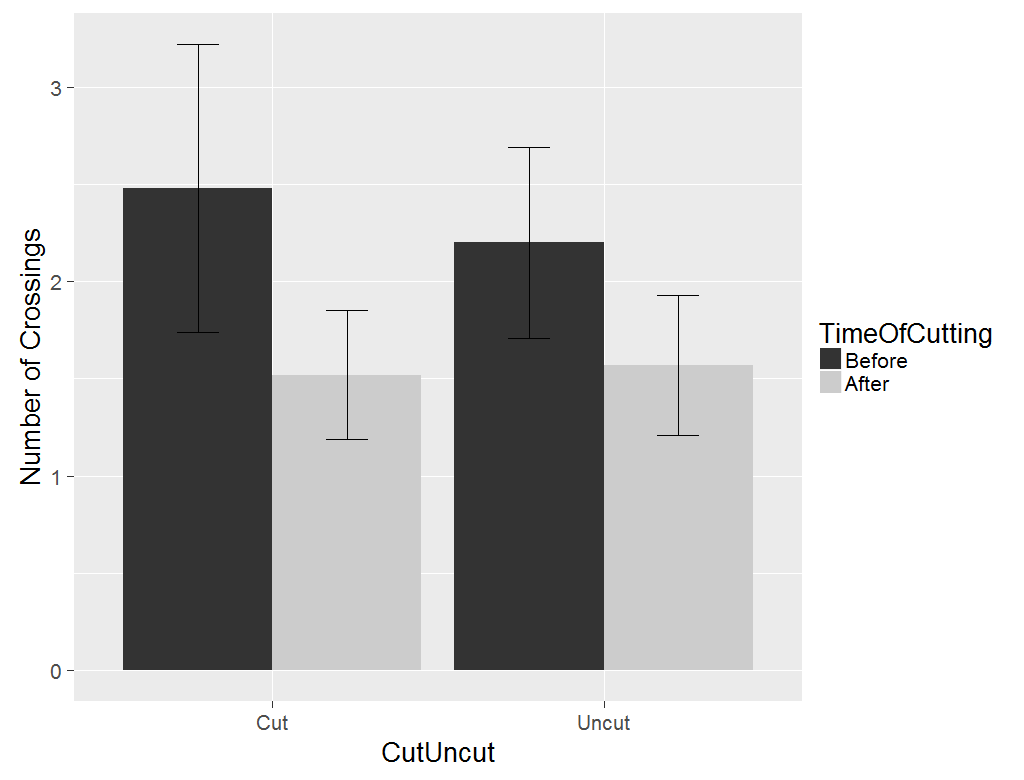 Number of Crossings
3
2
1
0
Cut
Uncut
CutUncut
TimeOfCutting
Before
After